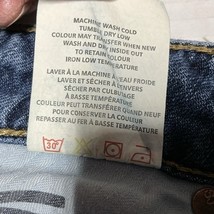 MACHINE WASH COLD
TUMBLE DRY LOW
COLOUR MAY TRANSFER WHEN NEW
WASH AND DRY INSIDE OUT
TO RETAIN COLOUR
IRON LOW TEMPERATURE
LAVER À LA MACHINE À L'EAU FROIDE
LAVER ET SÉCHER À L'ENVERS
SÉCHER PAR CULBUTAGE
À BASSE TEMPÉRATURE
COULEUR PEUT TRANSFÉRER QUAND NEUF
POUR CONSERVER LA COULEUR
REPASSER AU FER À BASSE TEMPÉRATURE
30°